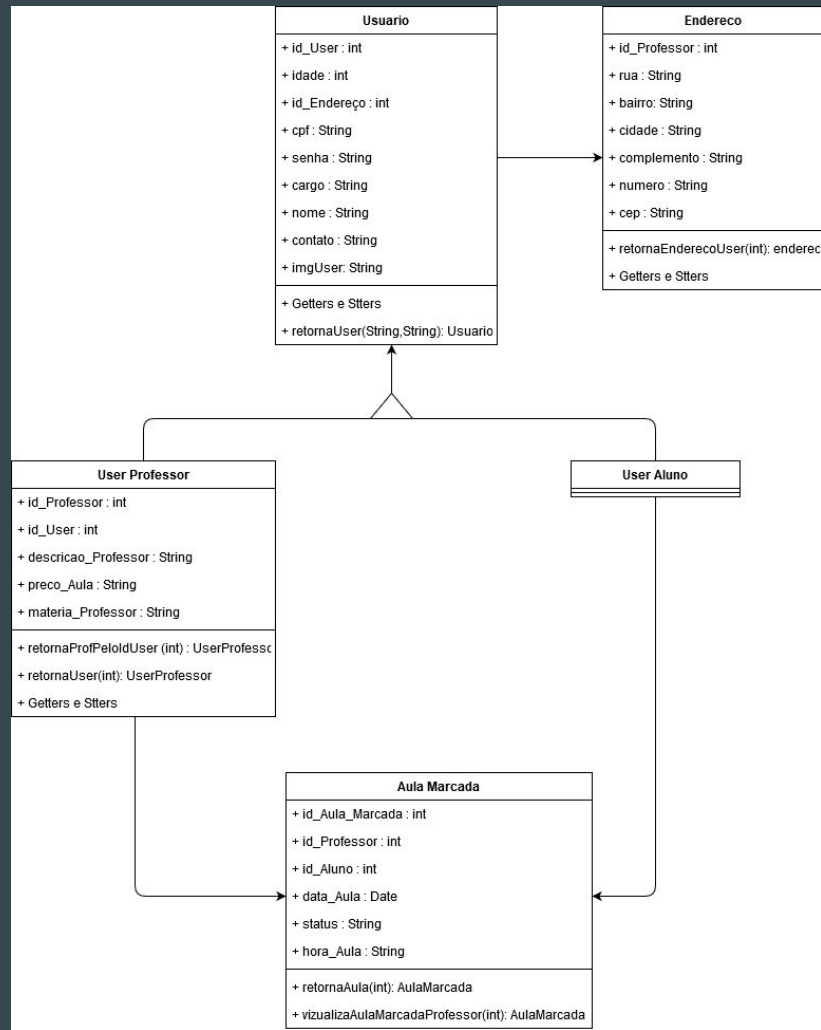 Usuario
+ id_User : int
+ idade : int
+ id_Endereço : int
+ cpf : String
+ senha : String
+ cargo : String
+ nome : String
+ contato : String
+ imgUser: String
+ Getters e Stters
+ retornaUser(String,String): Usuario
Endereco
+ id_Professor : int
+ rua : String
+ bairro: String
+ cidade : String
+ complemento : String
+ numero : String
+ cep : String
+ retornaEnderecoUser(int): enderec
+ Getters e Stters
User Professor
+ id_Professor : int
+ id_User : int
+ descricao_Professor : String
+ preco_Aula : String
+ materia_Professor : String
+ retornaProfPeloIdUser (int) : UserProfessc
+ retornaUser(int): UserProfessor
+ Getters e Stters
User Aluno
Aula Marcada
+ id_Aula_Marcada : int
+ id_Professor : int
+ id_Aluno : int
+ data_Aula : Date
+ status : String
+ hora_Aula : String
+ retornaAula(int): AulaMarcada
+ vizualizaAulaMarcadaProfessor(int): AulaMarcada